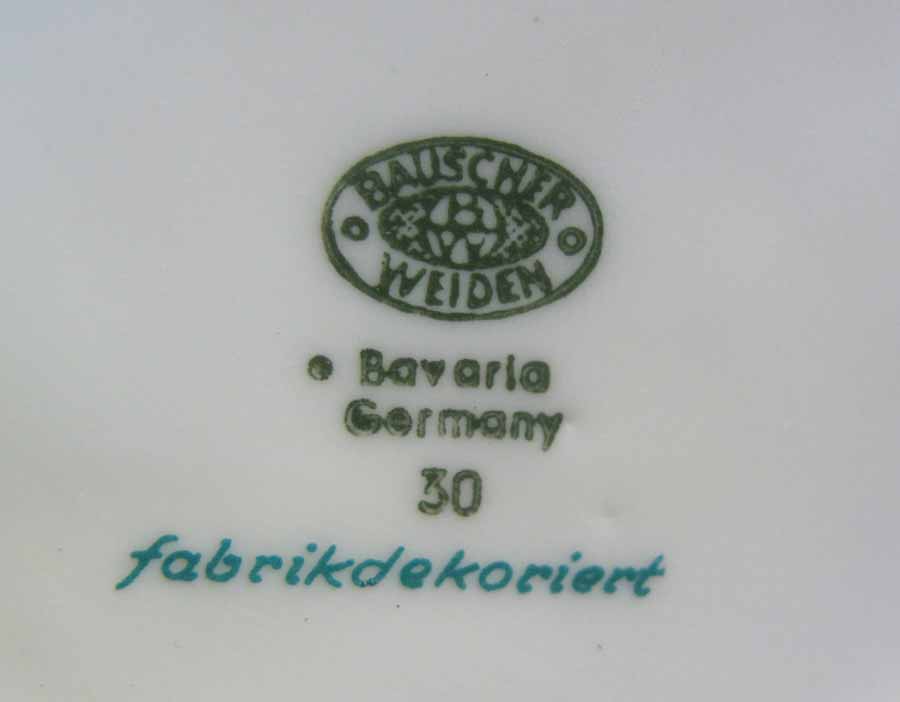 BAUSCHER
B
W
WEIDEN
Bavaria
Germany
30
fabrikdekoriert